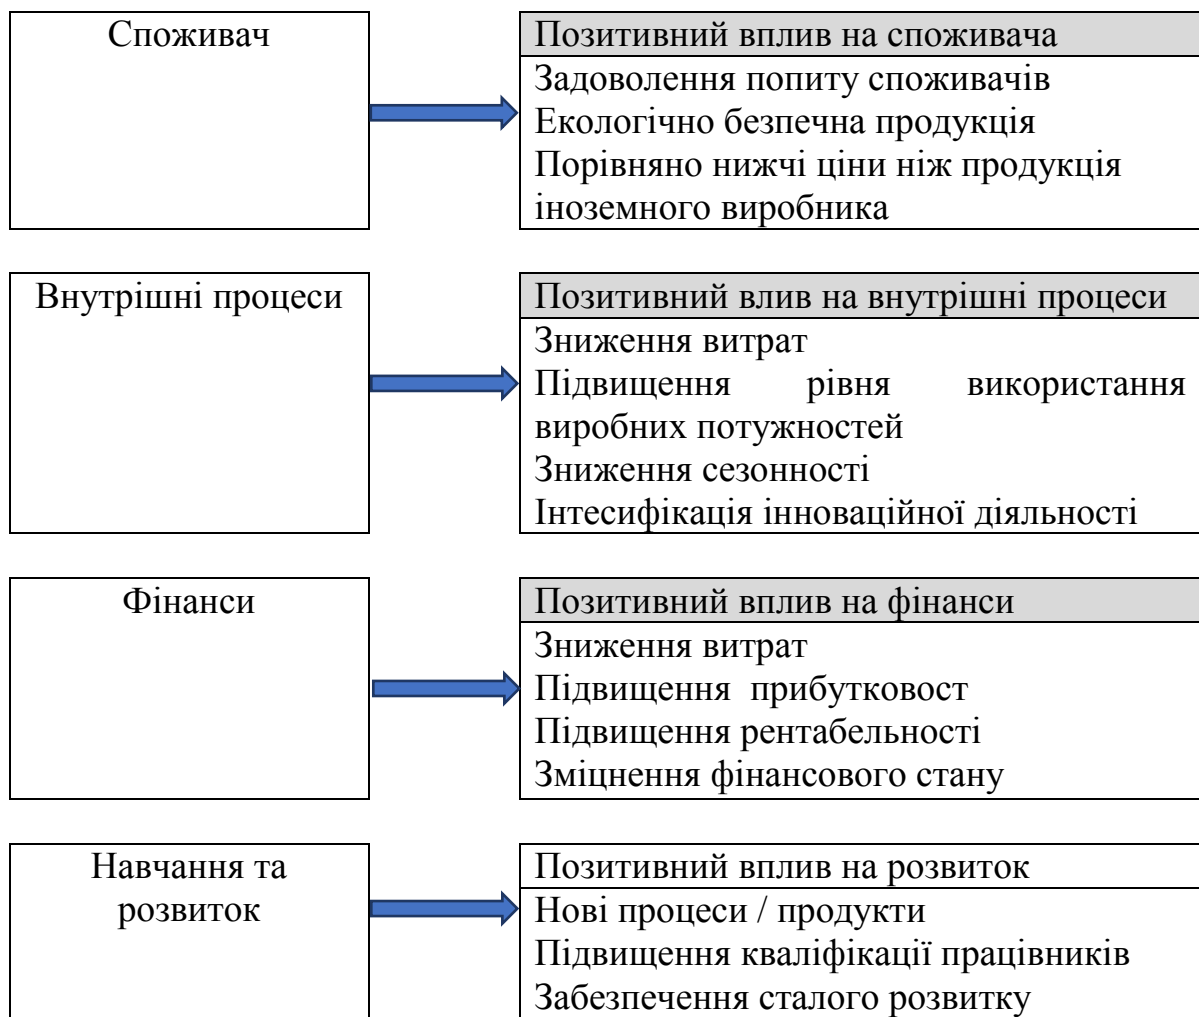 Споживач
Позитивний вплив на споживача
Задоволення попиту споживачів
Екологічно безпечна продукція
Порівняно нижчі ціни ніж продукція
іноземного виробника
Внутрішні процеси
Позитивний влив на внутрішні процеси
Зниження витрат
Підвищення рівня використання
виробних потужностей
Зниження сезонності
Інтесифікація інноваційної діяльності
Фінанси
Позитивний вплив на фінанси
Зниження витрат
Підвищення прибутковост
Підвищення рентабельності
Зміцнення фінансового стану
Навчання та
розвиток
Позитивний вплив на розвиток
Нові процеси / продукти
Підвищення кваліфікації працівників
Забезпечення сталого розвитку